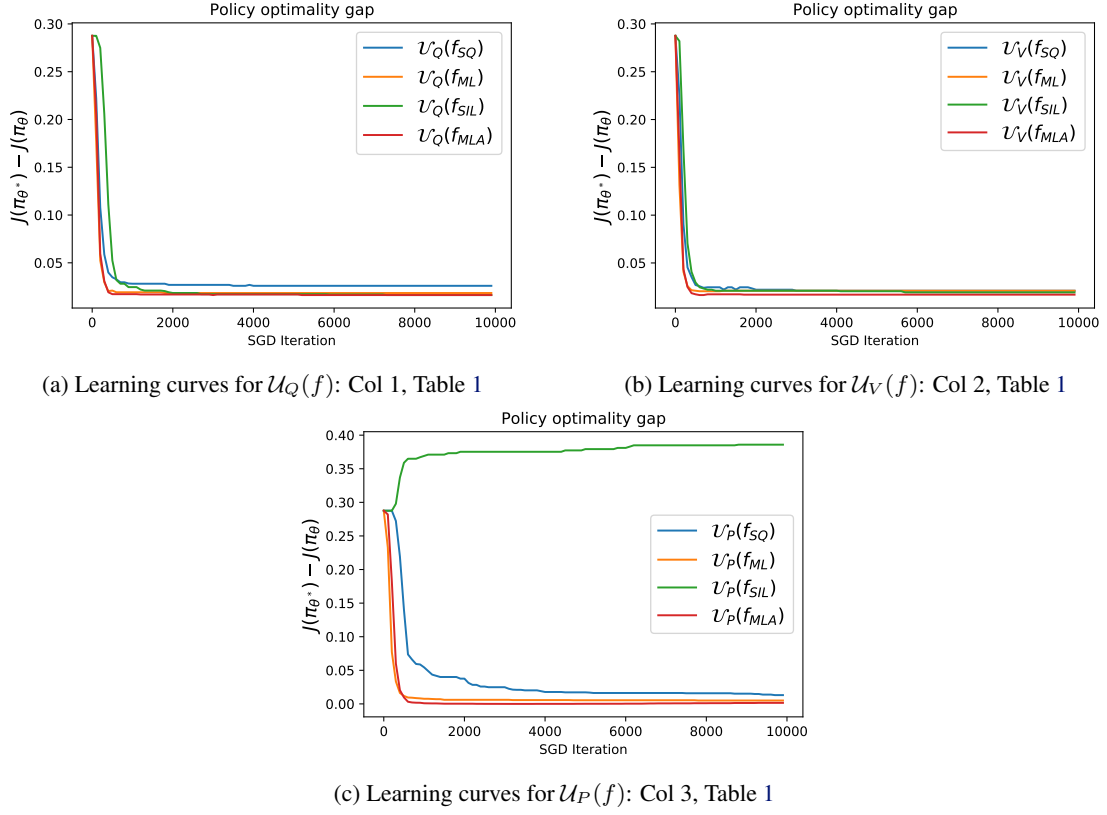 Policy optimality gap
J(π_θ*) − J(π_θ)
0.30
0.25
0.20
0.15
0.10
0.05
0 2000 4000 6000 8000 10000
SGD Iteration
𝒰_Q(f_SQ)
𝒰_Q(f_ML)
𝒰_Q(f_SIL)
𝒰_Q(f_MLA)
(a) Learning curves for 𝒰_Q(f): Col 1, Table 1
Policy optimality gap
J(π_θ*) − J(π_θ)
0.30
0.25
0.20
0.15
0.10
0.05
0 2000 4000 6000 8000 10000
SGD Iteration
𝒰_V(f_SQ)
𝒰_V(f_ML)
𝒰_V(f_SIL)
𝒰_V(f_MLA)
(b) Learning curves for 𝒰_V(f): Col 2, Table 1
Policy optimality gap
J(π_θ*) − J(π_θ)
0.40
0.35
0.30
0.25
0.20
0.15
0.10
0.05
0.00
0 2000 4000 6000 8000 10000
SGD Iteration
𝒰_P(f_SQ)
𝒰_P(f_ML)
𝒰_P(f_SIL)
𝒰_P(f_MLA)
(c) Learning curves for 𝒰_P(f): Col 3, Table 1